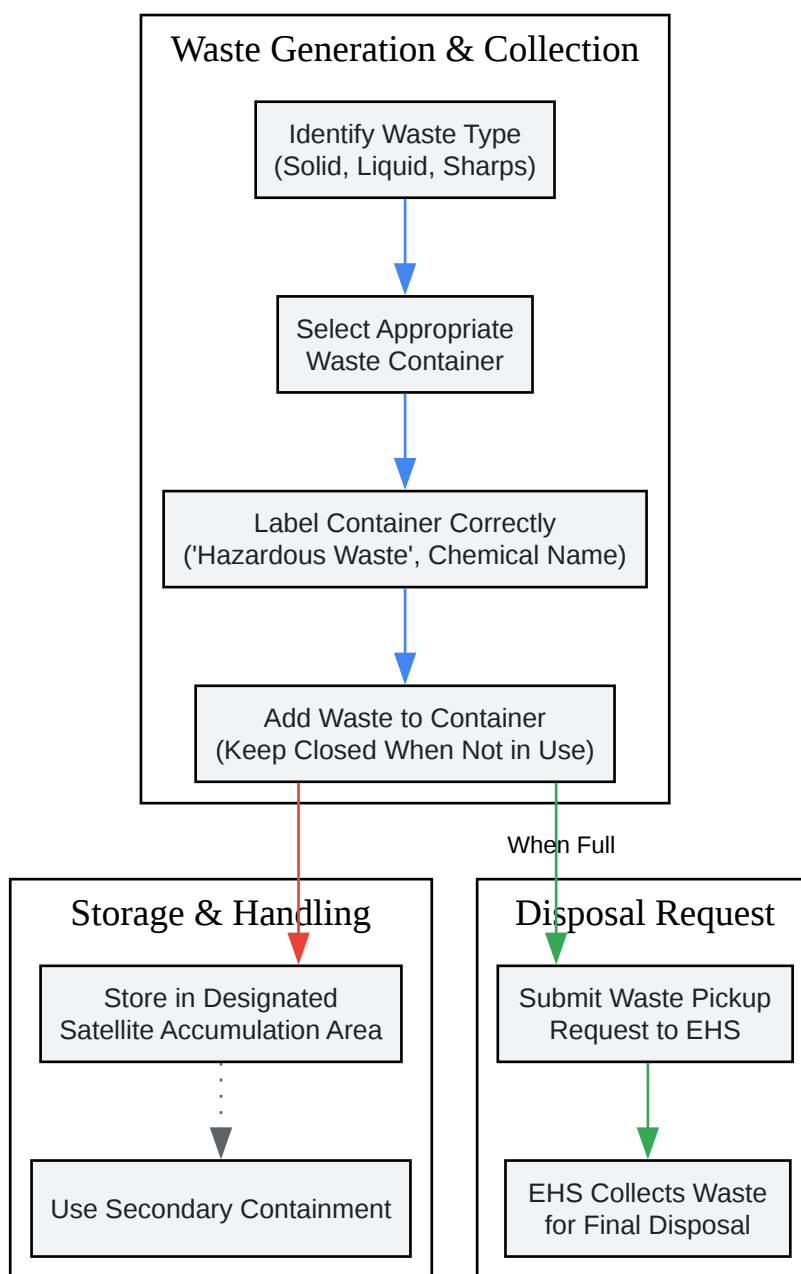 Waste Generation & Collection
Identify Waste Type
(Solid, Liquid, Sharps)
Select Appropriate
Waste Container
Label Container Correctly
('Hazardous Waste', Chemical Name)
Add Waste to Container
(Keep Closed When Not in Use)
When Full
Storage & Handling
Store in Designated
Satellite Accumulation Area
Use Secondary Containment
Disposal Request
Submit Waste Pickup
Request to EHS
EHS Collects Waste
for Final Disposal